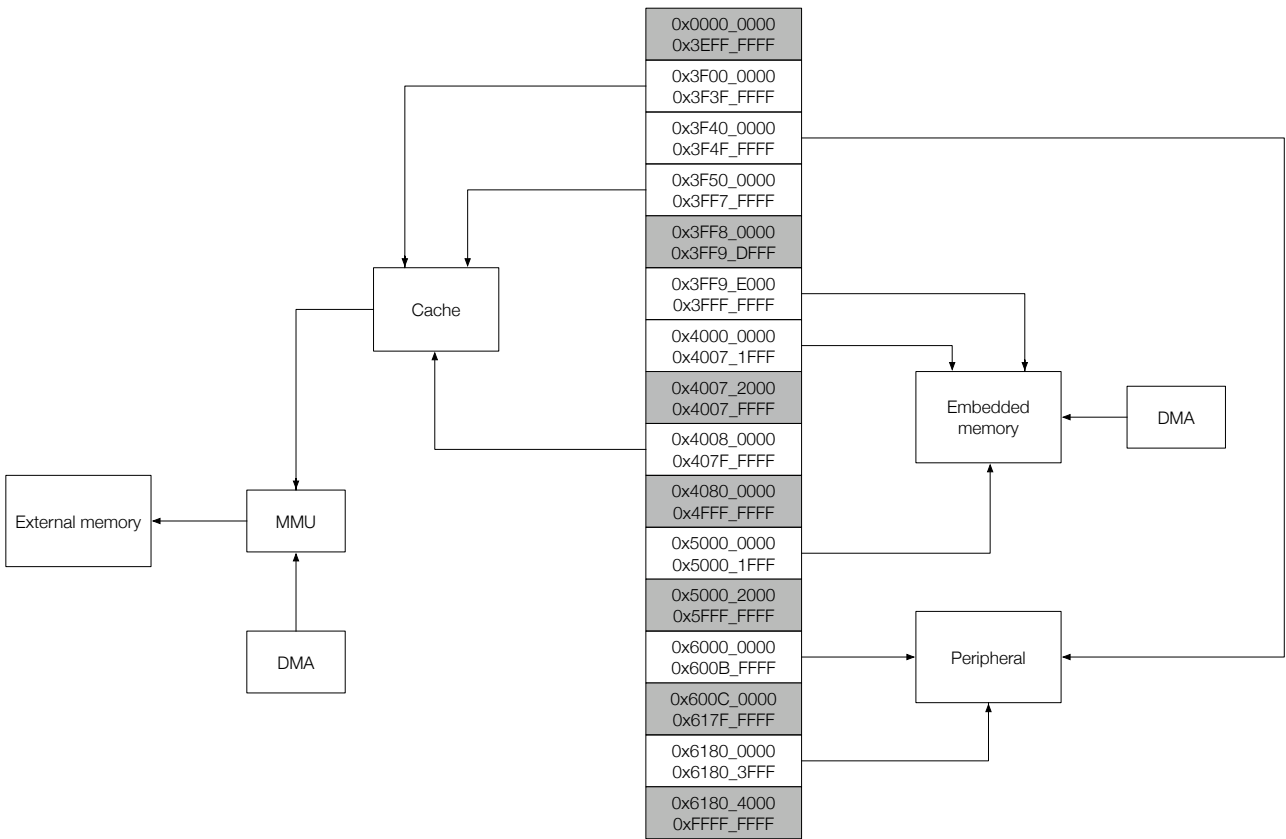 0x0000_0000
0x3EFF_FFFF
0x3F00_0000
0x3F3F_FFFF
0x3F40_0000
0x3F4F_FFFF
0x3F50_0000
0x3FF7_FFFF
0x3FF8_0000
0x3FF9_DFFF
0x3FF9_E000
0x3FFF_FFFF
0x4000_0000
0x4007_1FFF
0x4007_2000
0x4007_FFFF
0x4008_0000
0x407F_FFFF
0x4080_0000
0x4FFF_FFFF
0x5000_0000
0x5000_1FFF
0x5000_2000
0x5FFF_FFFF
0x6000_0000
0x600B_FFFF
0x600C_0000
0x617F_FFFF
0x6180_0000
0x6180_3FFF
0x6180_4000
0xFFFF_FFFF
Cache
External memory
MMU
DMA
Embedded
memory
DMA
Peripheral